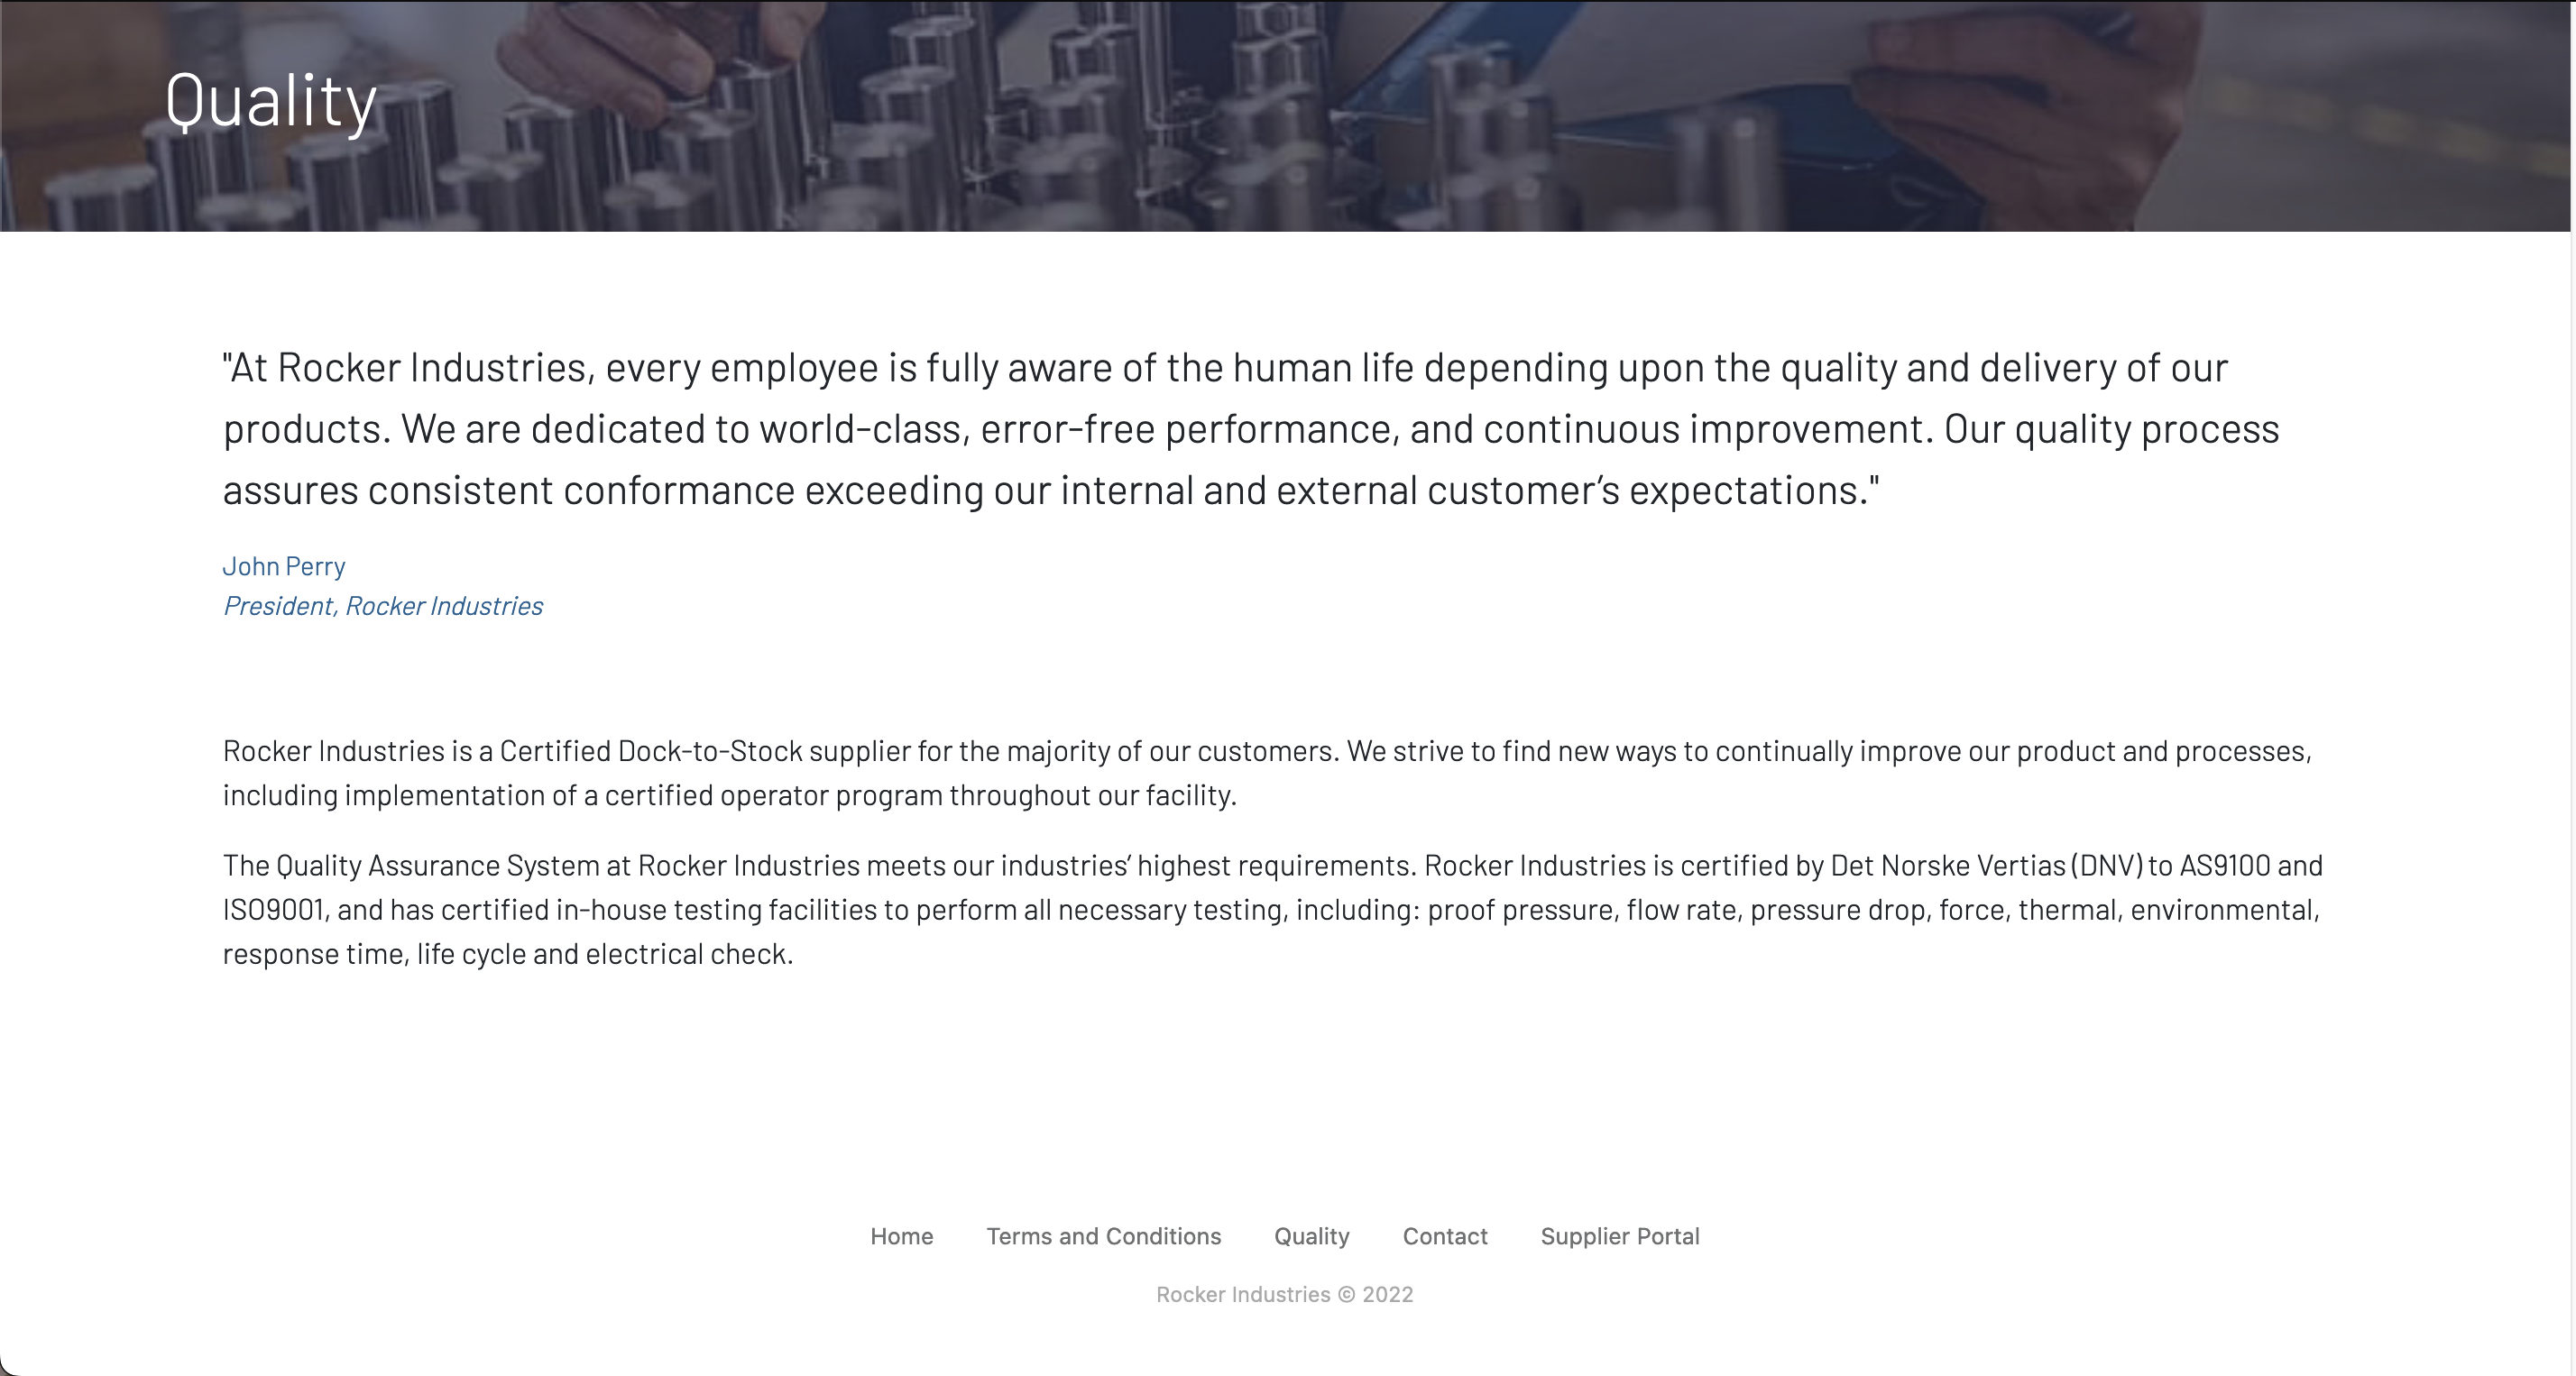 Quality
"At Rocker Industries, every employee is fully aware of the human life depending upon the quality and delivery of our
products. We are dedicated to world-class, error-free performance, and continuous improvement. Our quality process
assures consistent conformance exceeding our internal and external customer’s expectations."
John Perry
President, Rocker Industries
Rocker Industries is a Certified Dock-to-Stock supplier for the majority of our customers. We strive to find new ways to continually improve our product and processes,
including implementation of a certified operator program throughout our facility.
The Quality Assurance System at Rocker Industries meets our industries’ highest requirements. Rocker Industries is certified by Det Norske Vertias (DNV) to AS9100 and
ISO9001, and has certified in-house testing facilities to perform all necessary testing, including: proof pressure, flow rate, pressure drop, force, thermal, environmental,
response time, life cycle and electrical check.
Home Terms and Conditions Quality Contact Supplier Portal
Rocker Industries © 2022